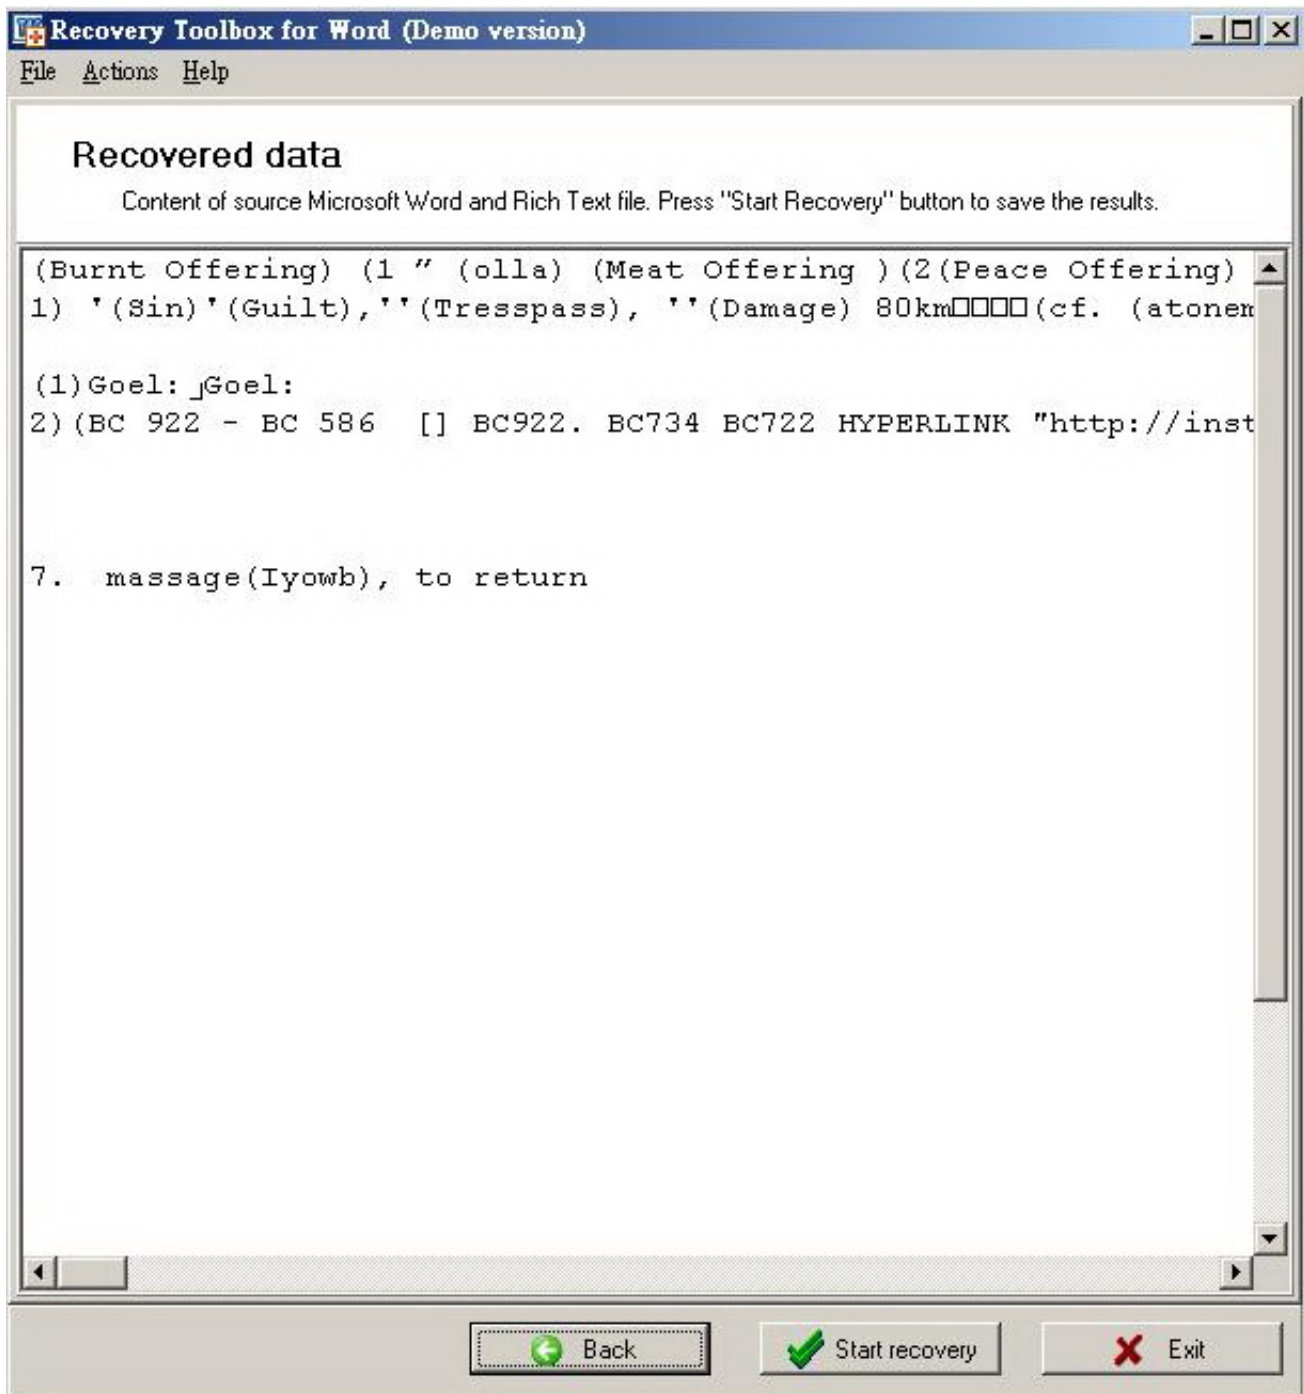 Recovery Toolbox for Word (Demo version)
File Actions Help
Recovered data
Content of source Microsoft Word and Rich Text file. Press "Start Recovery" button to save the results.
(Burnt Offering) (1 " (olla) (Meat Offering )(2(Peace Offering)
1) '(Sin)'(Guilt),''(Tresspass), ''(Damage) 80km□□□□(cf. (atonem
(1)Goel: Goel:
2)(BC 922 - BC 586 [] BC922. BC734 BC722 HYPERLINK "http://inst
7. massage(Iyowb), to return
Back Start recovery Exit